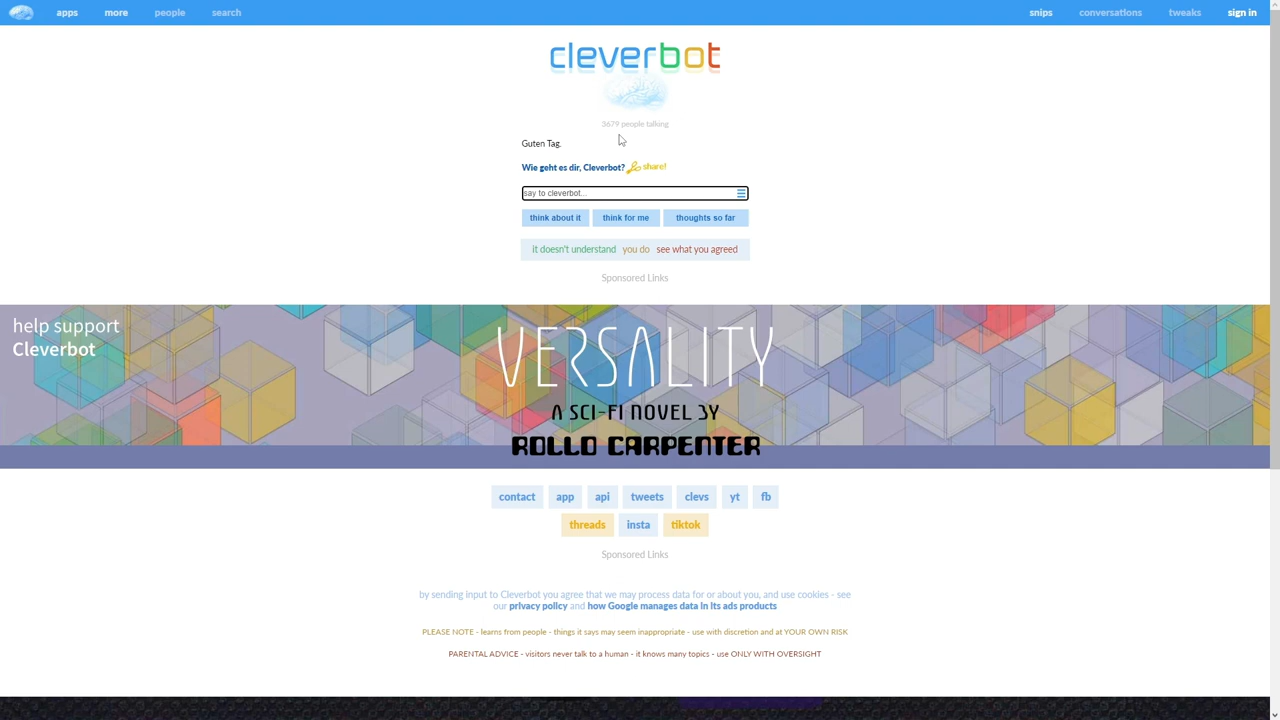 apps more people search snips conversations tweaks sign in
cleverbot
3679 people talking
Guten Tag.
Wie geht es dir, Cleverbot? share!
say to cleverbot...
think about it think for me thoughts so far
it doesn't understand you do see what you agreed
Sponsored Links
help support
Cleverbot
VERSALITY
A SCI-FI NOVEL BY
ROLLO CARPENTER
contact app api tweets clevs yt fb
threads insta tiktok
Sponsored Links
by sending input to Cleverbot you agree that we may process data for or about you, and use cookies - see
our privacy policy and how Google manages data in its ads products
PLEASE NOTE - learns from people - things it says may seem inappropriate - use with discretion and at YOUR OWN RISK
PARENTAL ADVICE - visitors never talk to a human - it knows many topics - use ONLY WITH OVERSIGHT